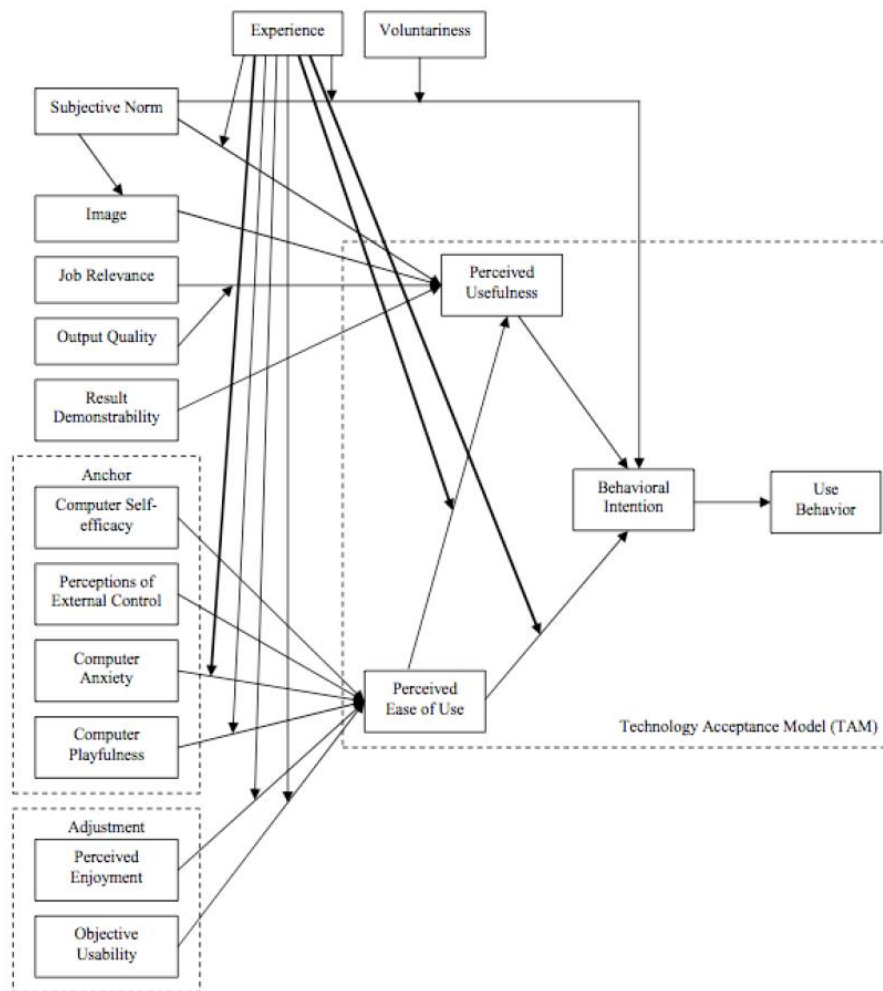 Experience
Voluntariness
Subjective Norm
Image
Job Relevance
Perceived
Usefulness
Output Quality
Result
Demonstrability
Anchor
Computer Self-
efficacy
Behavioral
Intention
Use
Behavior
Perceptions of
External Control
Computer
Anxiety
Perceived
Ease of Use
Computer
Playfulness
Technology Acceptance Model (TAM)
Adjustment
Perceived
Enjoyment
Objective
Usability